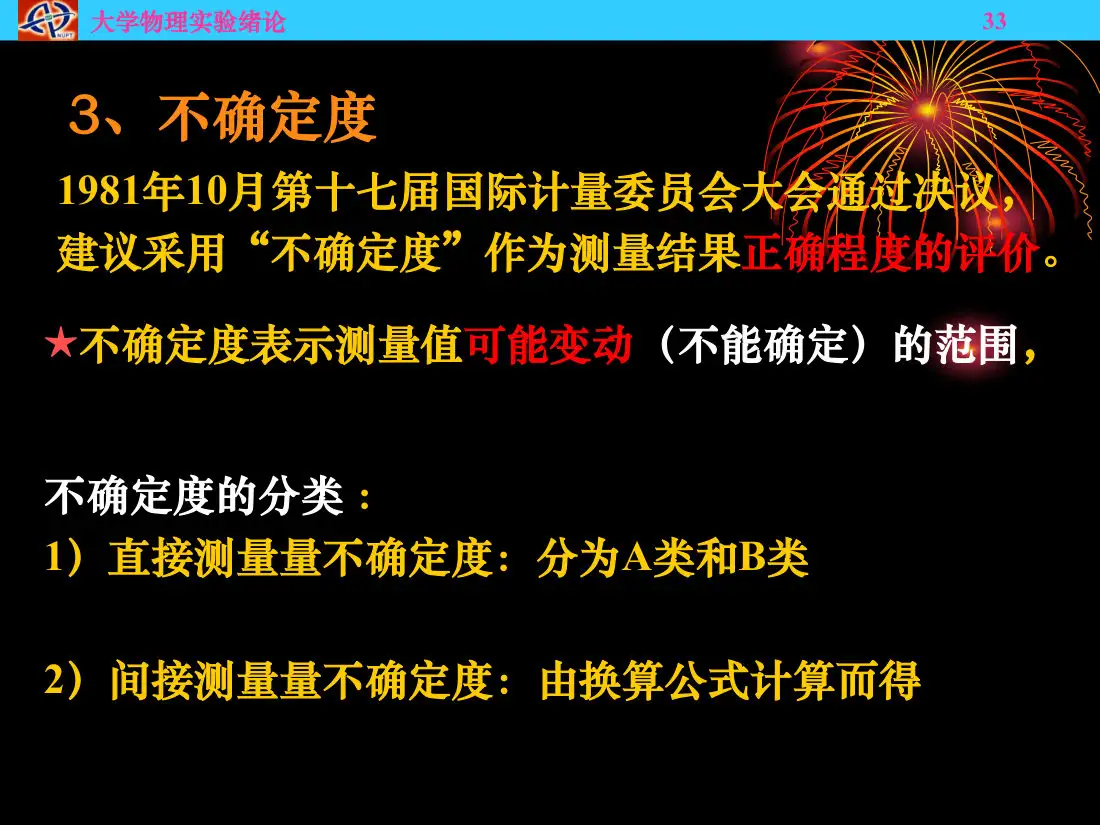 大学物理实验绪论
33
NUPT
3、不确定度
1981年10月第十七届国际计量委员会大会通过决议，
建议采用“不确定度”作为测量结果正确程度的评价。
★不确定度表示测量值可能变动（不能确定）的范围，
不确定度的分类：
1）直接测量量不确定度：分为A类和B类
2）间接测量量不确定度：由换算公式计算而得